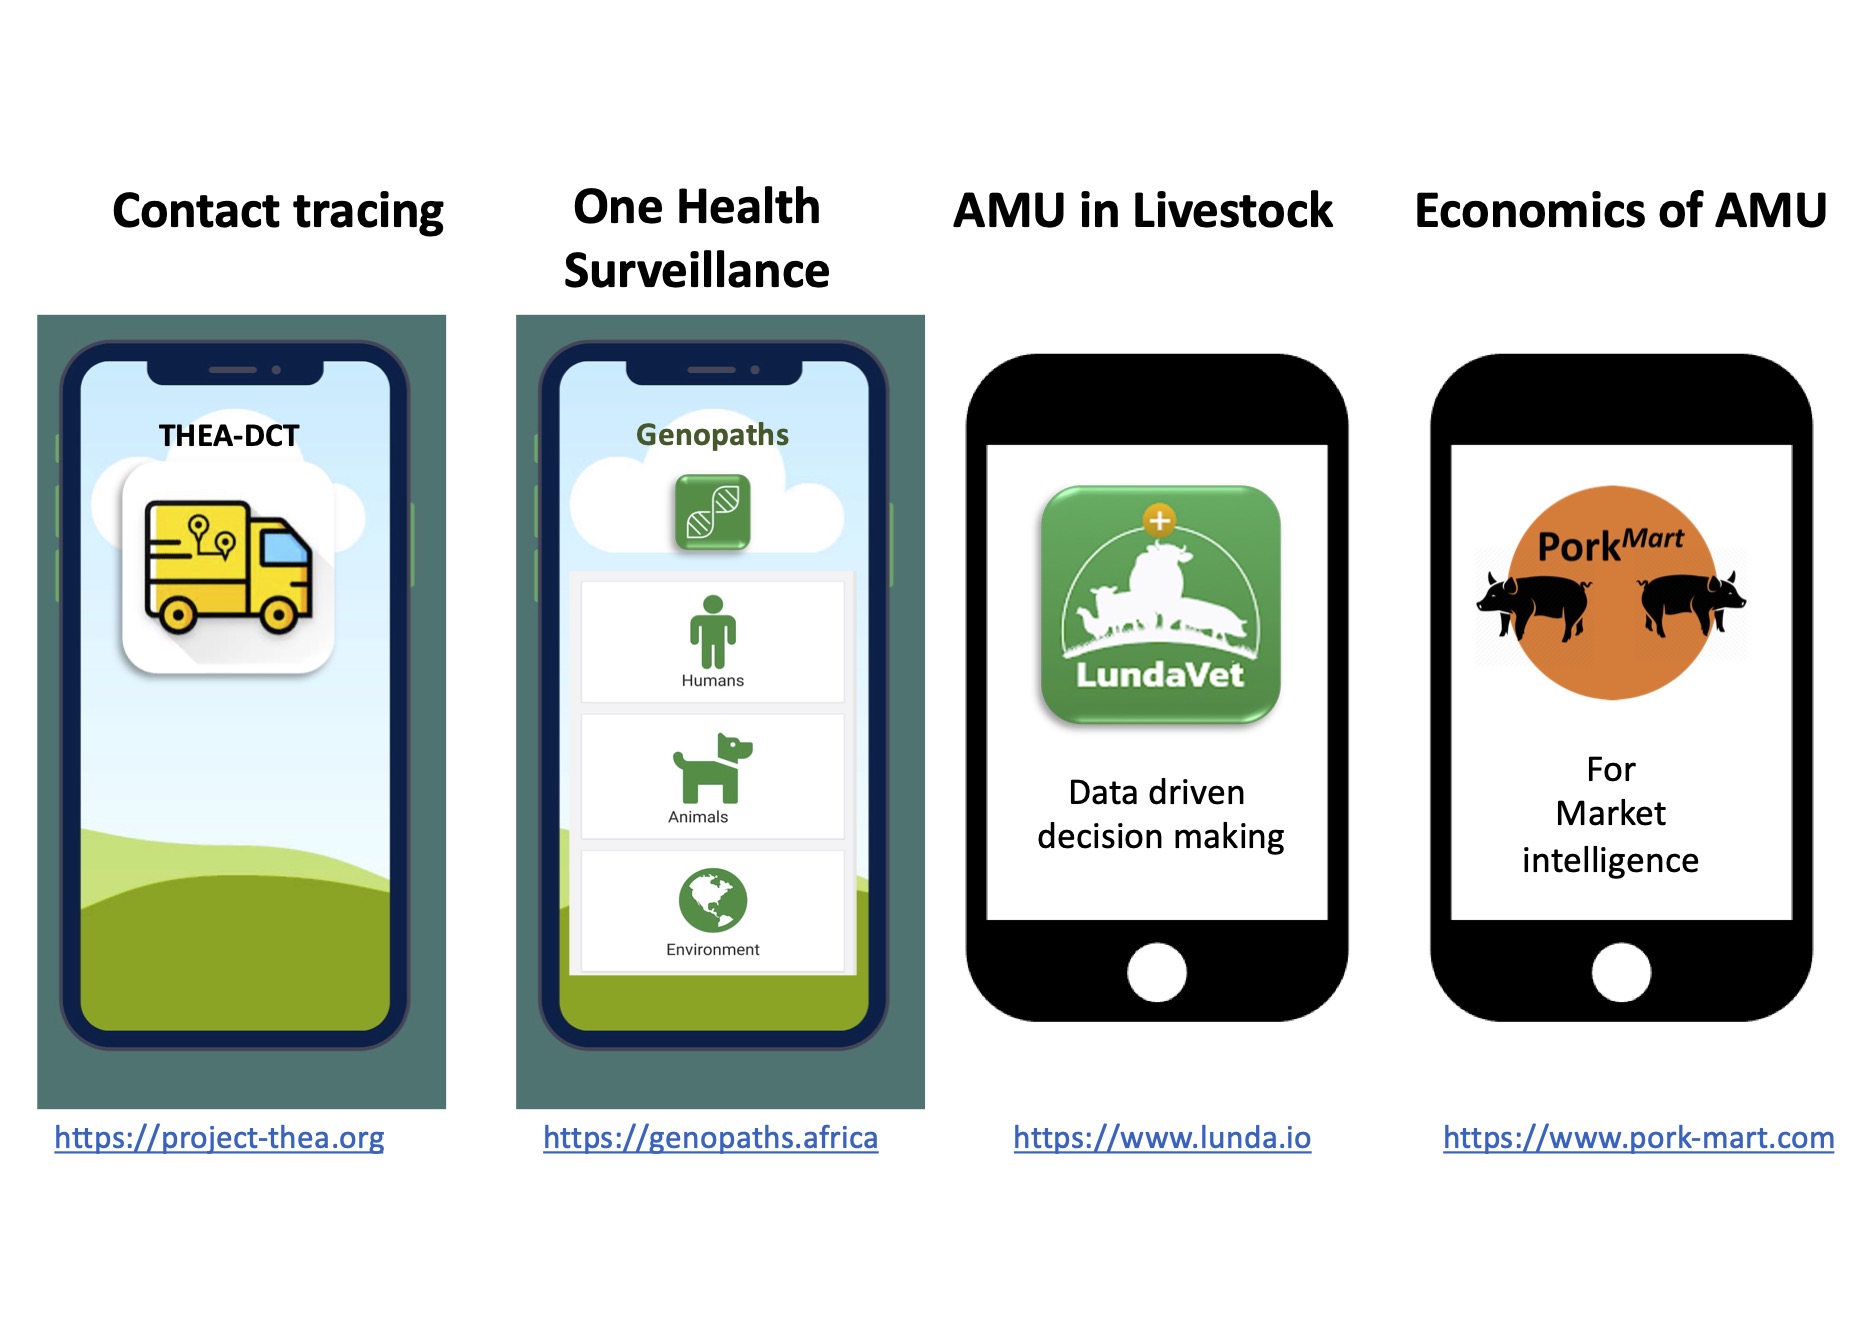 Contact tracing
One Health
Surveillance
AMU in Livestock
Economics of AMU
THEA-DCT
Genopaths
Humans
Animals
Environment
LundaVet
Data driven
decision making
PorkMart
For
Market
intelligence
https://project-thea.org
https://genopaths.africa
https://www.lunda.io
https://www.pork-mart.com